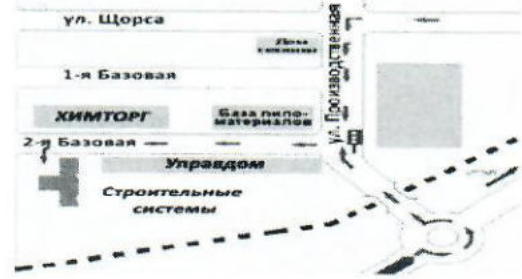 ул. Щорса
1-я Базовая
ул. Производственная
ХИМТОРГ
База пило-
материалов
2-я Базовая
Управдом
Строительные
системы